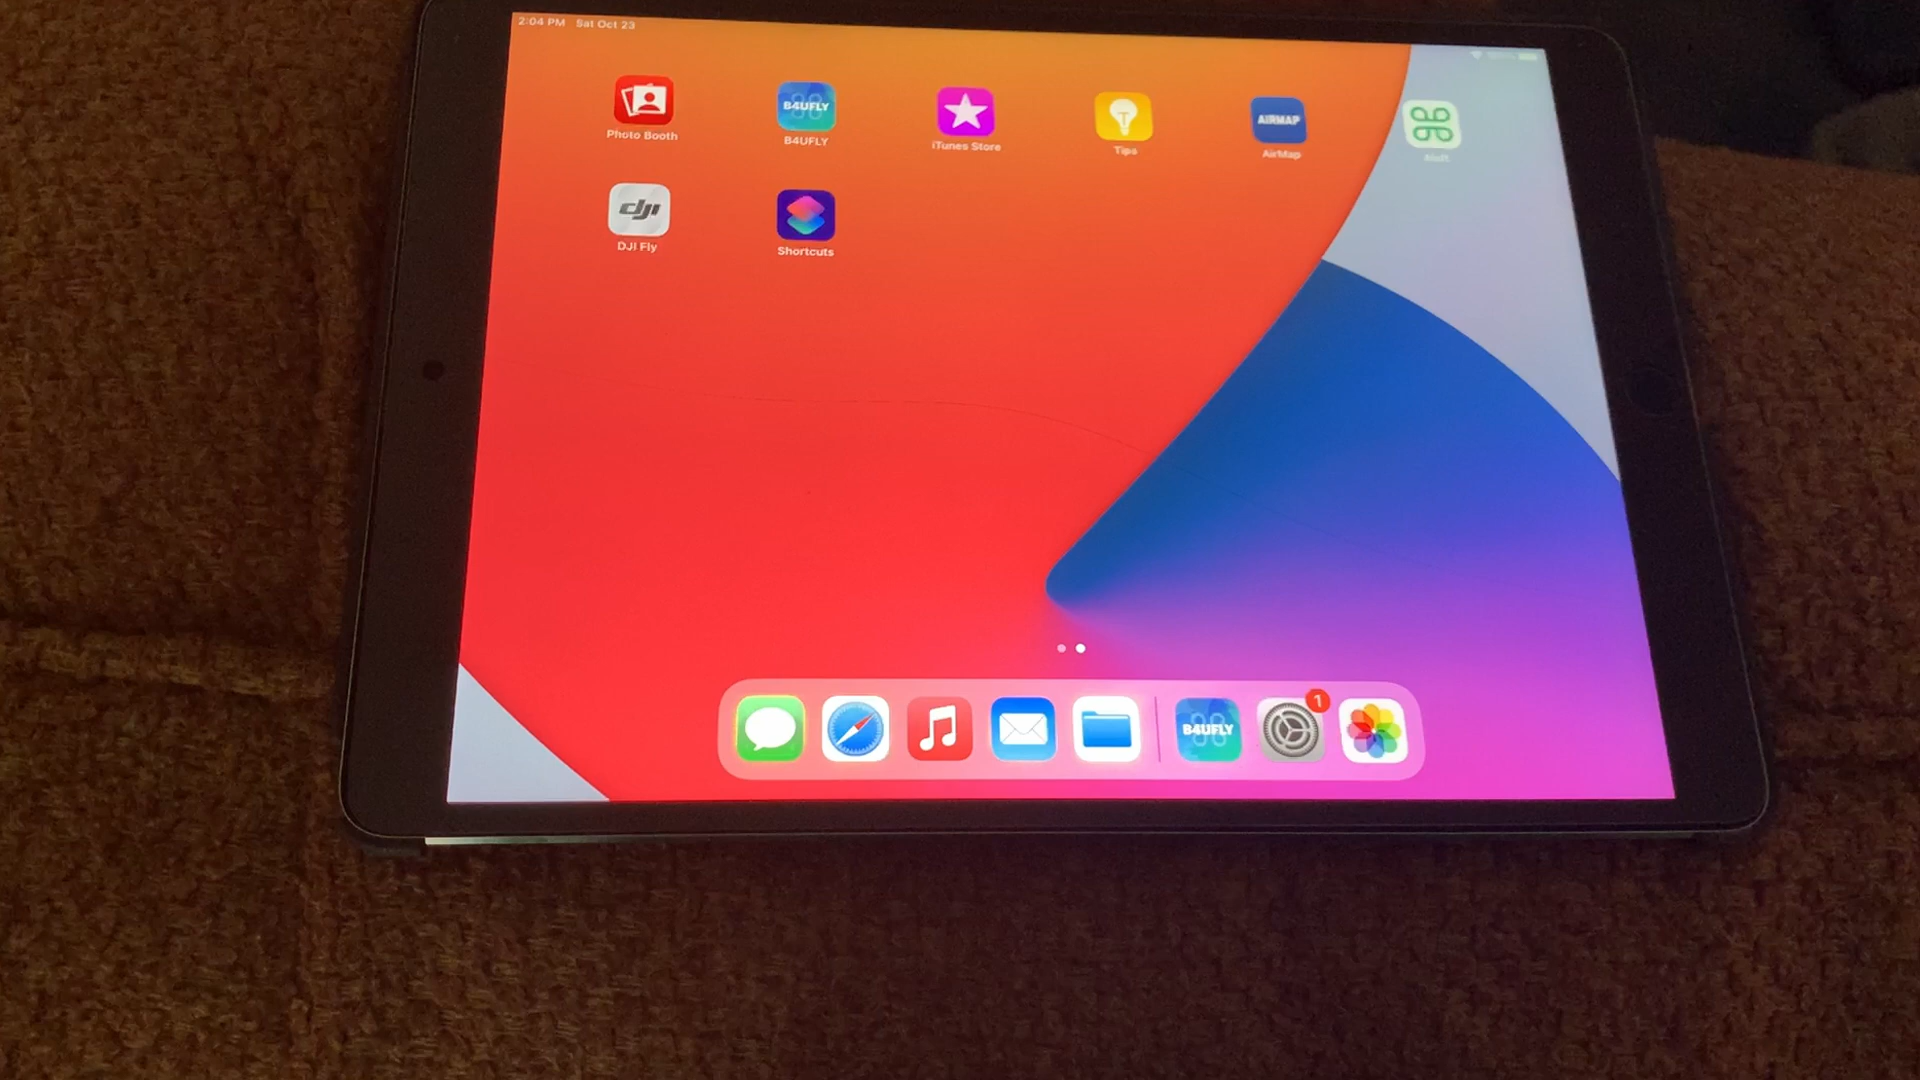 2:04 PM Sat Oct 23
B4UFLY
AIRMAP
Photo Booth
B4UFLY
iTunes Store
Tips
AirMap
Aloft
dji
DJI Fly
Shortcuts
B4UFLY
1